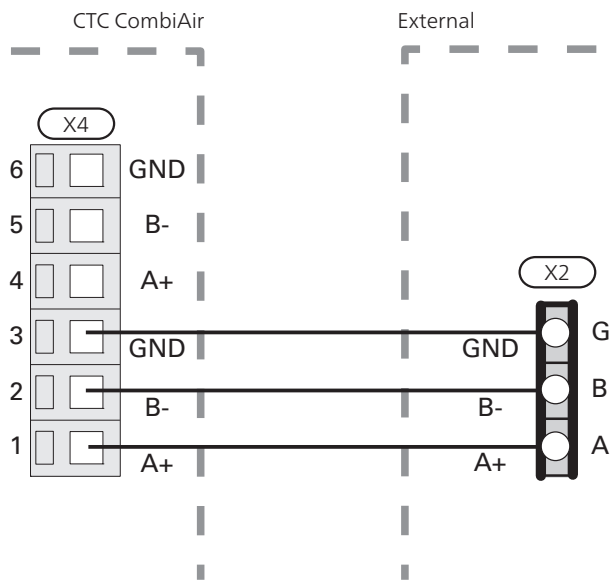 CTC CombiAir External
X4
6 GND
5 B-
4 A+
X2
3 GND GND G
2 B- B- B
1 A+ A+ A